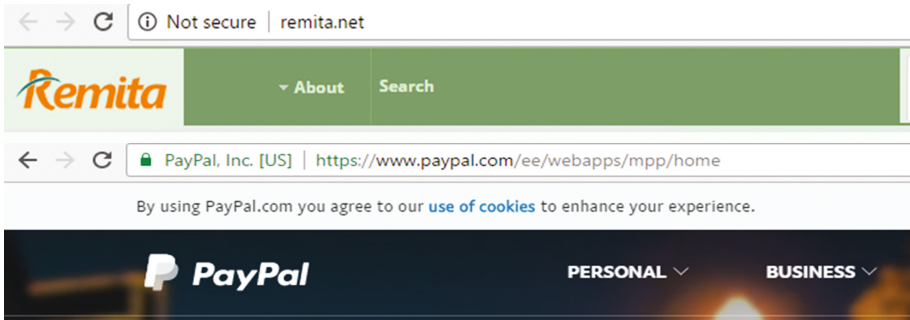 Not secure remita.net
Remita About Search
PayPal, Inc. [US] https://www.paypal.com/ee/webapps/mpp/home
By using PayPal.com you agree to our use of cookies to enhance your experience.
PayPal PERSONAL BUSINESS